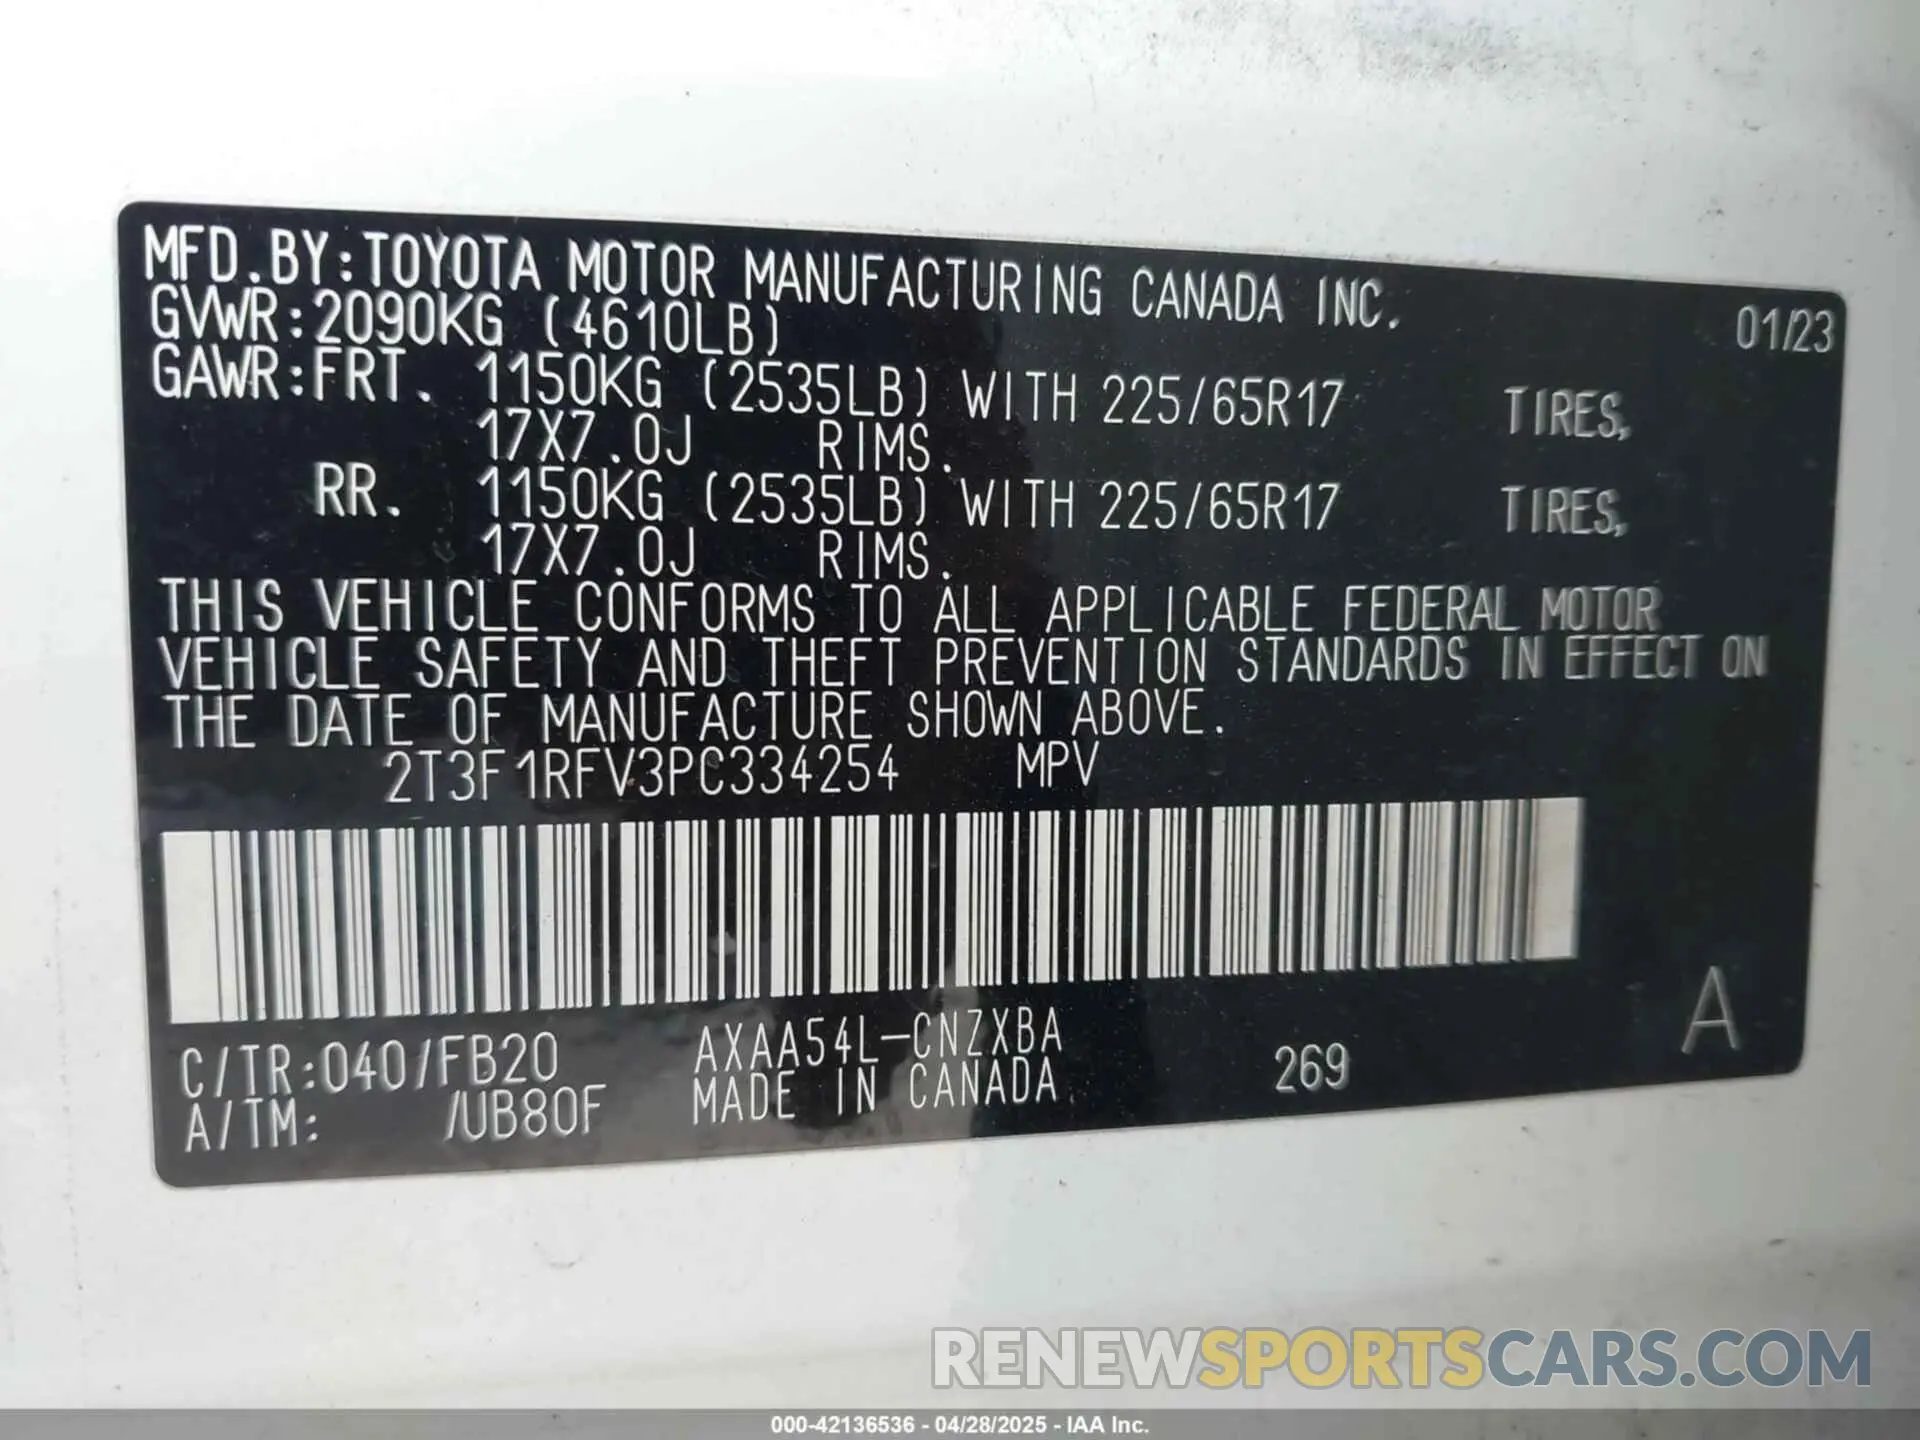 MFD.BY:TOYOTA MOTOR MANUFACTURING CANADA INC.
GVWR:2090KG (4610LB) 01/23
GAWR:FRT. 1150KG (2535LB) WITH 225/65R17 TIRES,
17X7.0J RIMS.
RR. 1150KG (2535LB) WITH 225/65R17 TIRES,
17X7.0J RIMS.
THIS VEHICLE CONFORMS TO ALL APPLICABLE FEDERAL MOTOR
VEHICLE SAFETY AND THEFT PREVENTION STANDARDS IN EFFECT ON
THE DATE OF MANUFACTURE SHOWN ABOVE.
2T3F1RFV3PC334254 MPV
A
C/TR:040/FB20 AXAA54L-CNZXBA 269
A/TM: /UB80F MADE IN CANADA
RENEWSPORTSCARS.COM
000-42136536 - 04/28/2025 - IAA Inc.